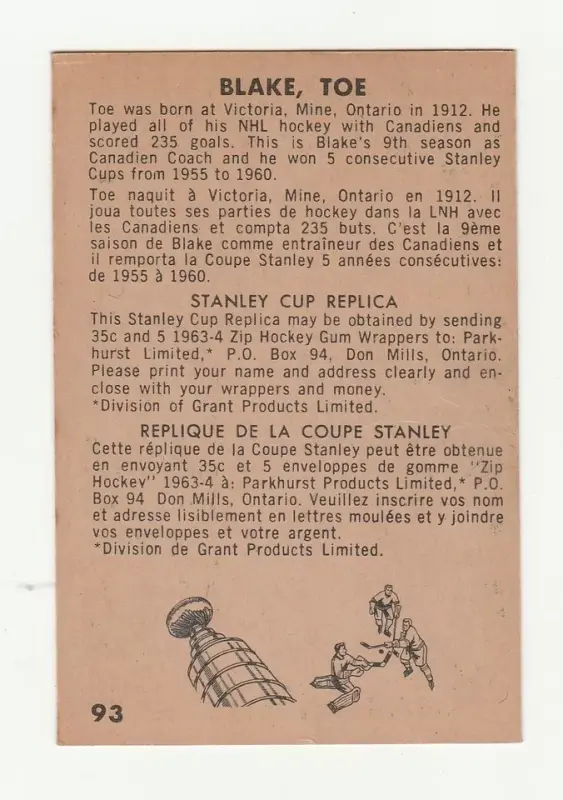 BLAKE, TOE
Toe was born at Victoria, Mine, Ontario in 1912. He
played all of his NHL hockey with Canadiens and
scored 235 goals. This is Blake's 9th season as
Canadien Coach and he won 5 consecutive Stanley
Cups from 1955 to 1960.
Toe naquit à Victoria, Mine, Ontario en 1912. Il
joua toutes ses parties de hockey dans la LNH avec
les Canadiens et compta 235 buts. C'est la 9ème
saison de Blake comme entraîneur des Canadiens et
il remporta la Coupe Stanley 5 années consécutives:
de 1955 à 1960.
STANLEY CUP REPLICA
This Stanley Cup Replica may be obtained by sending
35c and 5 1963-4 Zip Hockey Gum Wrappers to: Park-
hurst Limited,* P.O. Box 94, Don Mills, Ontario.
Please print your name and address clearly and en-
close with your wrappers and money.
*Division of Grant Products Limited.
REPLIQUE DE LA COUPE STANLEY
Cette réplique de la Coupe Stanley peut être obtenue
en envoyant 35c et 5 enveloppes de gomme "Zip
Hockey" 1963-4 à: Parkhurst Products Limited,* P.O.
Box 94 Don Mills, Ontario. Veuillez inscrire vos nom
et adresse lisiblement en lettres moulées et y joindre
vos enveloppes et votre argent.
*Division de Grant Products Limited.
93